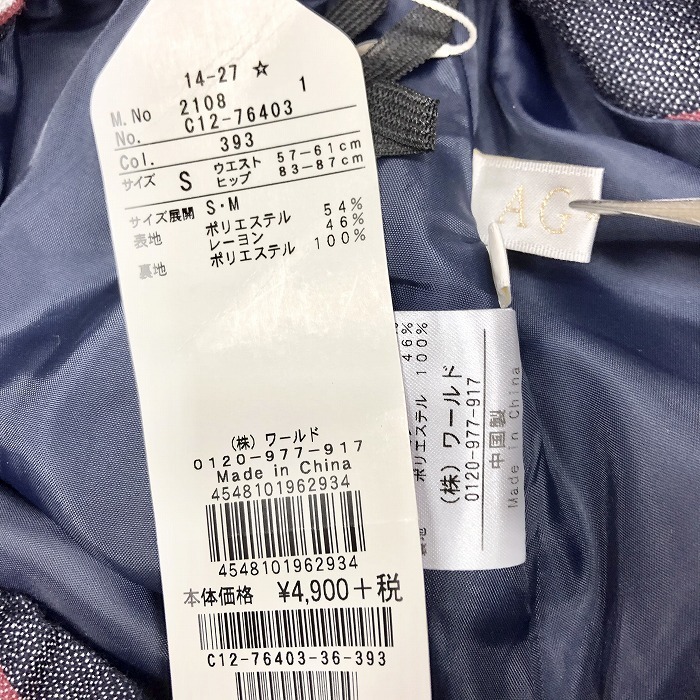 14-27 ☆ 1
M.No 2108
No. C12-76403
Col. 393
サイズ S ウエスト 57-61cm
ヒップ 83-87cm
サイズ展開 S・M
表地 ポリエステル 54%
レーヨン 46%
裏地 ポリエステル 100%
(株)ワールド
0120-977-917
Made in China
4548101962934
4548101962934
本体価格 ¥4,900+税
C12-76403-36-393
AG
46%
裏地 ポリエステル 100%
(株)ワールド
0120-977-917
中国製
Made in China